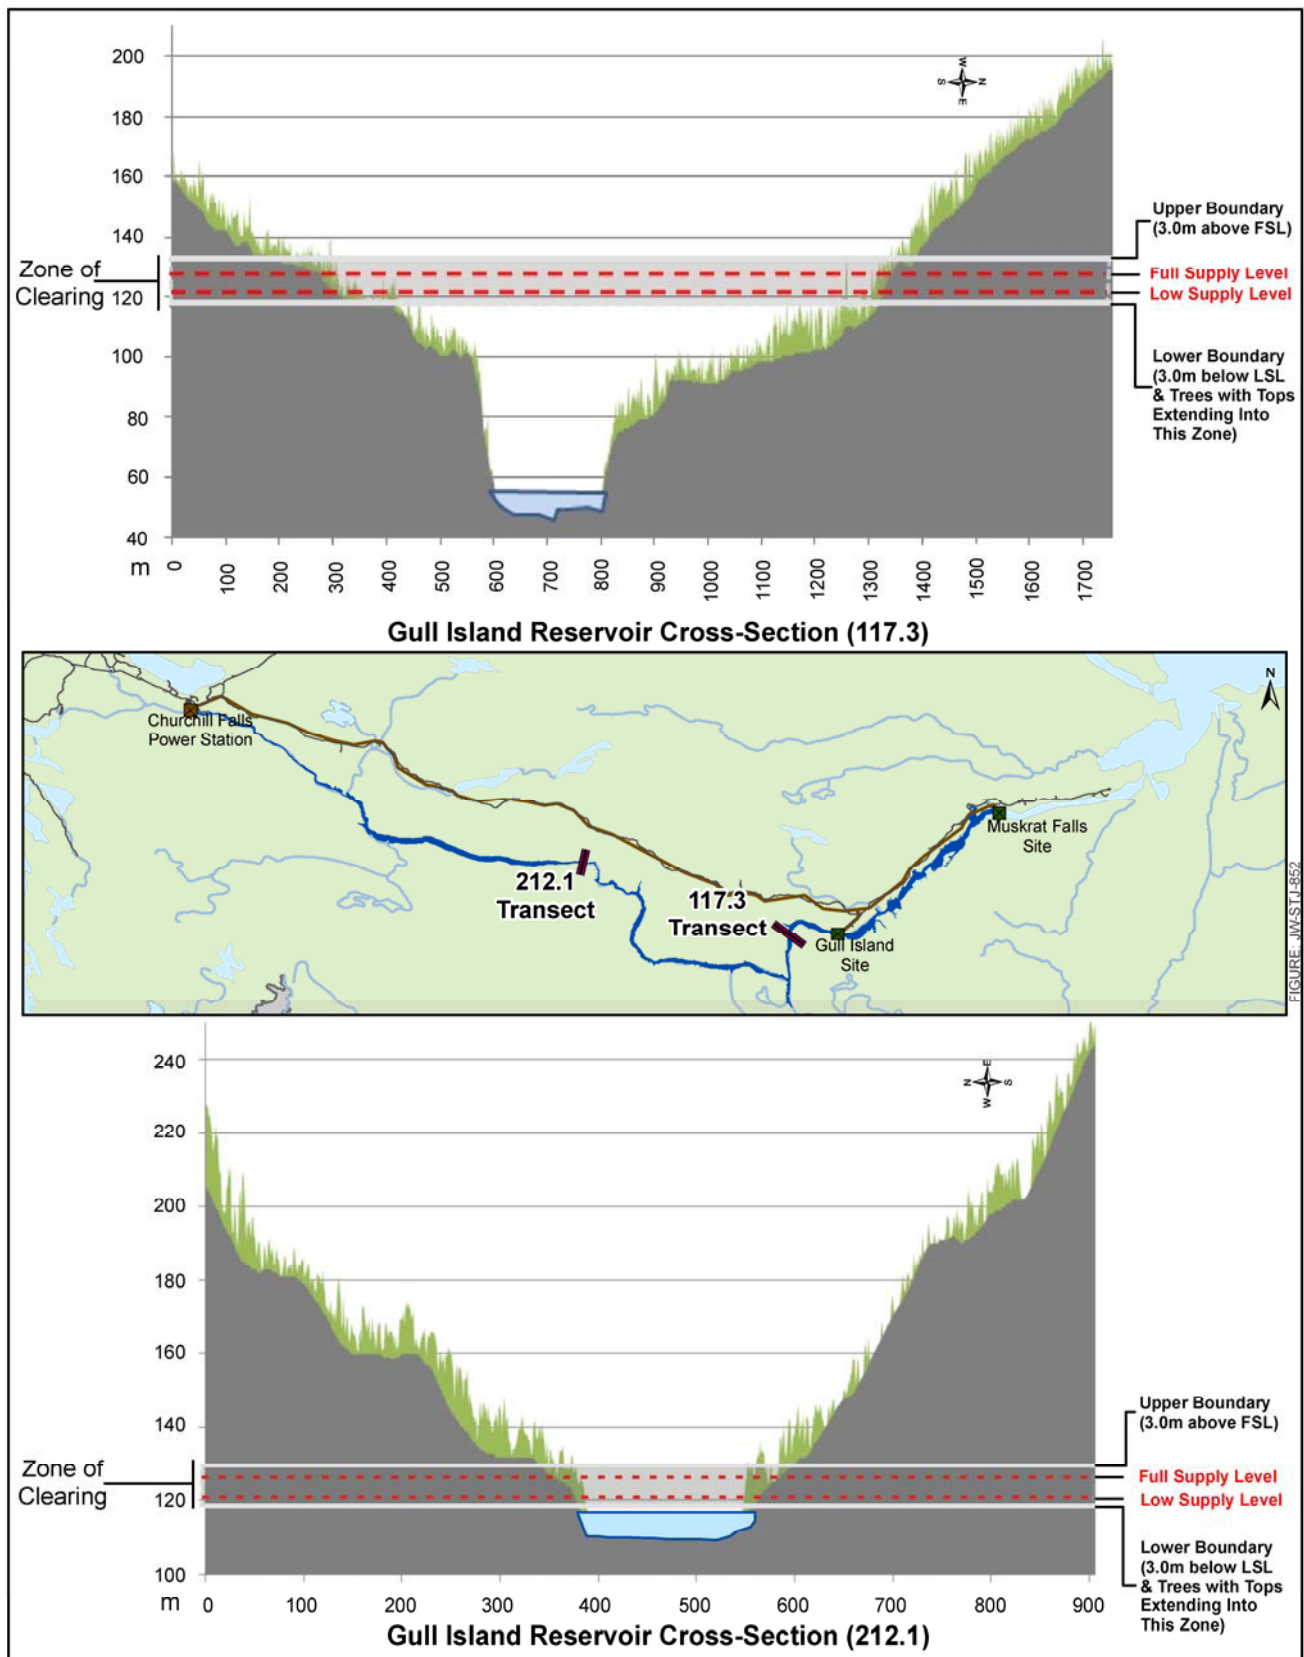 200
180
160
140
120
100
80
60
40
m
Zone of
Clearing
W
S N
E
Upper Boundary
(3.0m above FSL)
Full Supply Level
Low Supply Level
Lower Boundary
(3.0m below LSL
& Trees with Tops
Extending Into
This Zone)
0 100 200 300 400 500 600 700 800 900 1000 1100 1200 1300 1400 1500 1600 1700
Gull Island Reservoir Cross-Section (117.3)
N
Churchill Falls
Power Station
212.1
Transect
117.3
Transect
Gull Island
Site
Muskrat Falls
Site
FIGURE: JW-STJ-852
240
220
200
180
160
140
120
100
m
Zone of
Clearing
E
N S
W
Upper Boundary
(3.0m above FSL)
Full Supply Level
Low Supply Level
Lower Boundary
(3.0m below LSL
& Trees with Tops
Extending Into
This Zone)
0 100 200 300 400 500 600 700 800 900
Gull Island Reservoir Cross-Section (212.1)